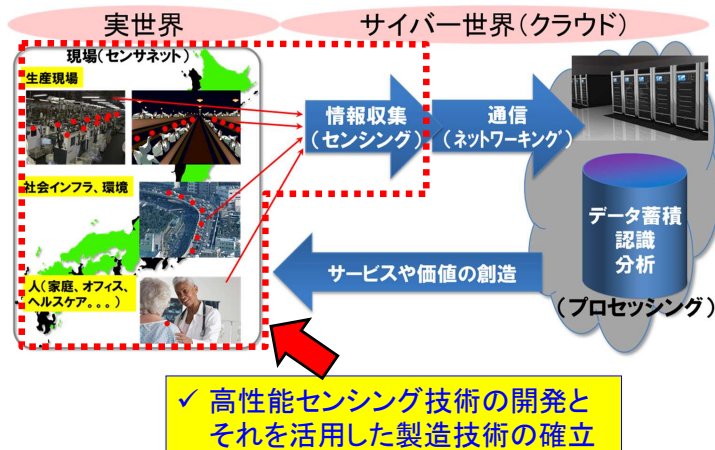 実世界
サイバー世界(クラウド)
現場(センサネット)
生産現場
社会インフラ、環境
人(家庭、オフィス、
ヘルスケア。。。)
情報収集
(センシング)
通信
(ネットワーキング)
データ蓄積
認識
分析
(プロセッシング)
サービスや価値の創造
✓ 高性能センシング技術の開発と
それを活用した製造技術の確立